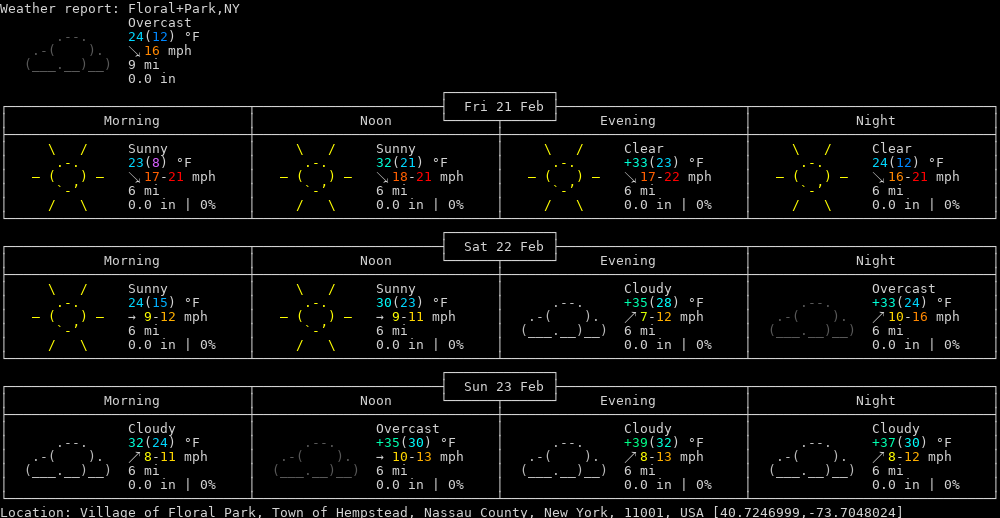 Weather report: Floral+Park,NY
Overcast
24(12) °F
↘ 16 mph
9 mi
0.0 in
Fri 21 Feb
Morning Noon Evening Night
Sunny Sunny Clear Clear
23(8) °F 32(21) °F +33(23) °F 24(12) °F
↘ 17-21 mph ↘ 18-21 mph ↘ 17-22 mph ↘ 16-21 mph
6 mi 6 mi 6 mi 6 mi
0.0 in | 0% 0.0 in | 0% 0.0 in | 0% 0.0 in | 0%
Sat 22 Feb
Morning Noon Evening Night
Sunny Sunny Cloudy Overcast
24(15) °F 30(23) °F +35(28) °F +33(24) °F
→ 9-12 mph → 9-11 mph ↗ 7-12 mph ↗ 10-16 mph
6 mi 6 mi 6 mi 6 mi
0.0 in | 0% 0.0 in | 0% 0.0 in | 0% 0.0 in | 0%
Sun 23 Feb
Morning Noon Evening Night
Cloudy Overcast Cloudy Cloudy
32(24) °F +35(30) °F +39(32) °F +37(30) °F
↗ 8-11 mph → 10-13 mph ↗ 8-13 mph ↗ 8-12 mph
6 mi 6 mi 6 mi 6 mi
0.0 in | 0% 0.0 in | 0% 0.0 in | 0% 0.0 in | 0%
Location: Village of Floral Park, Town of Hempstead, Nassau County, New York, 11001, USA [40.7246999,-73.7048024]